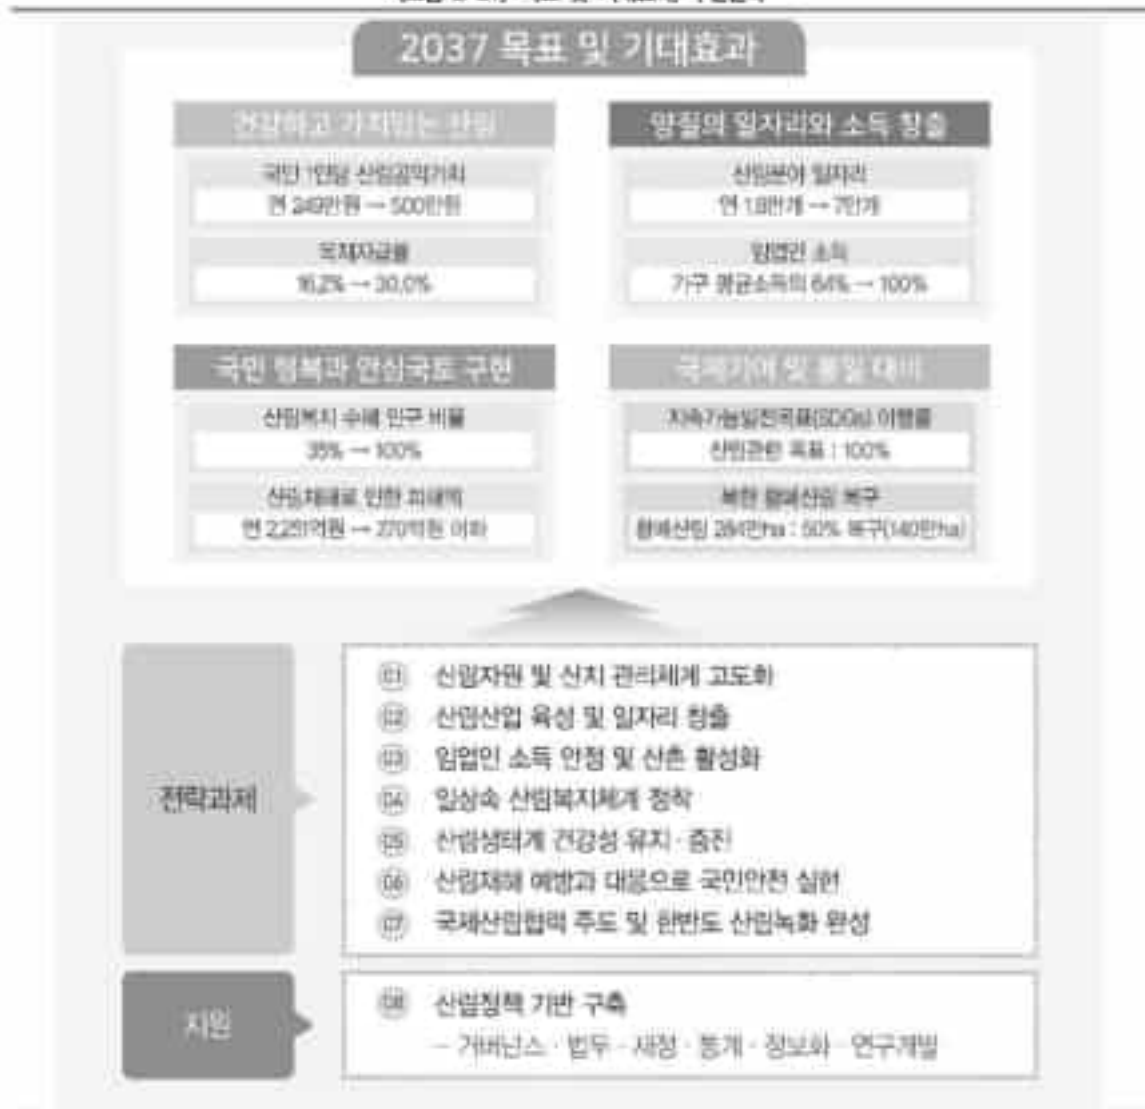 2037 목표 및 기대효과
건강하고 가치있는 산림
국민 1인당 산림공익가치
연 249만원 → 500만원
목재자급률
16.2% → 30.0%
양질의 일자리와 소득 창출
산림분야 일자리
연 1.8만개 → 7만개
임업인 소득
가구 평균소득의 64% → 100%
국민 행복과 안심국토 구현
산림복지 수혜 인구 비율
35% → 100%
산림재해로 인한 피해액
연 2,251억원 → 270억원 이하
국제기여 및 통일 대비
지속가능발전목표(SDGs) 이행률
산림관련 목표 : 100%
북한 황폐산림 복구
황폐산림 284만ha : 50% 복구(140만ha)
전략과제
01 산림자원 및 산지 관리체계 고도화
02 산림산업 육성 및 일자리 창출
03 임업인 소득 안정 및 산촌 활성화
04 일상속 산림복지체계 정착
05 산림생태계 건강성 유지·증진
06 산림재해 예방과 대응으로 국민안전 실현
07 국제산림협력 주도 및 한반도 산림녹화 완성
지원
08 산림정책 기반 구축
- 거버넌스 · 법무 · 재정 · 통계 · 정보화 · 연구개발